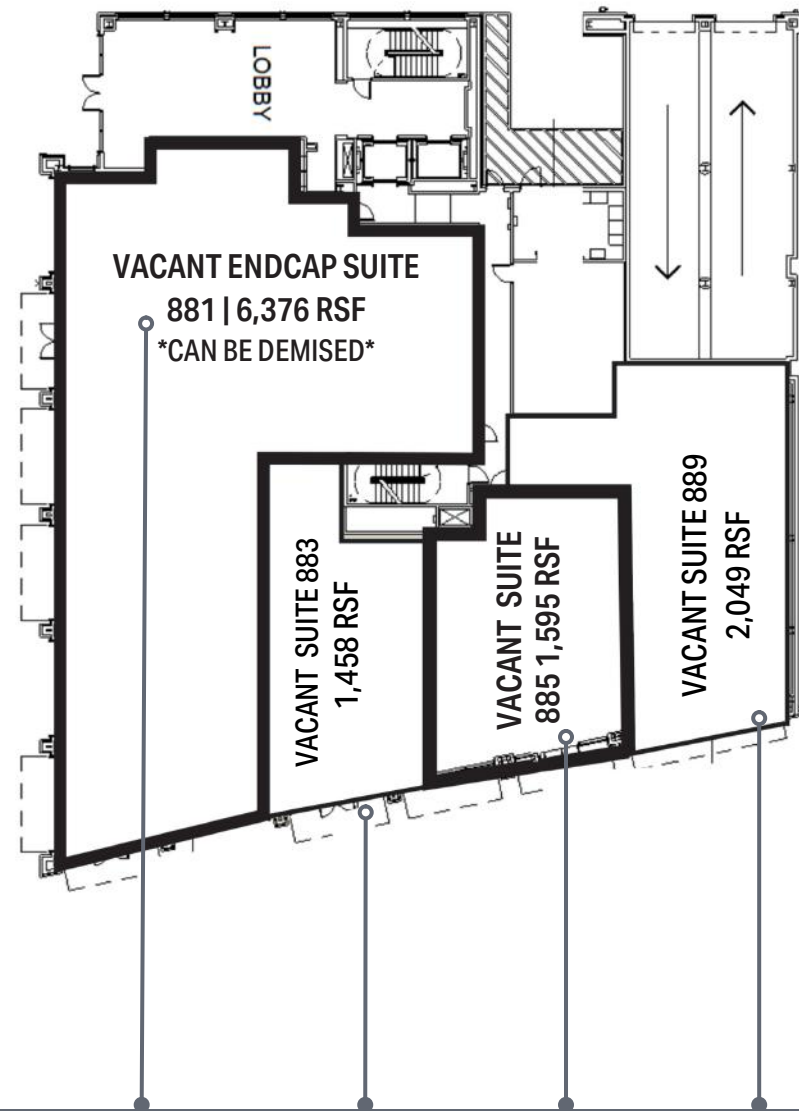 LOBBY
VACANT ENDCAP SUITE
881 | 6,376 RSF
*CAN BE DEMISED*
VACANT SUITE 883
1,458 RSF
VACANT SUITE
885 1,595 RSF
VACANT SUITE 889
2,049 RSF